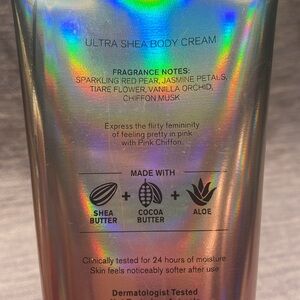 ULTRA SHEA BODY CREAM
FRAGRANCE NOTES:
SPARKLING RED PEAR, JASMINE PETALS,
TIARE FLOWER, VANILLA ORCHID,
CHIFFON MUSK
Express the flirty femininity
of feeling pretty in pink
with Pink Chiffon.
MADE WITH
SHEA BUTTER + COCOA BUTTER + ALOE
Clinically tested for 24 hours of moisture
Skin feels noticeably softer after use
Dermatologist Tested